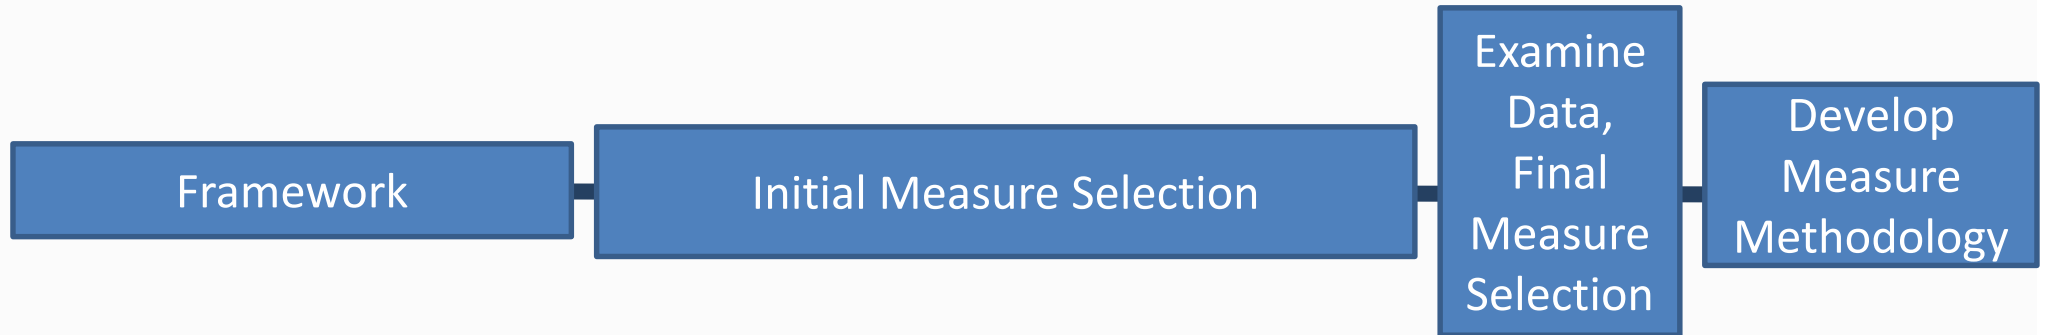 Framework
Initial Measure Selection
Examine
Data,
Final
Measure
Selection
Develop
Measure
Methodology